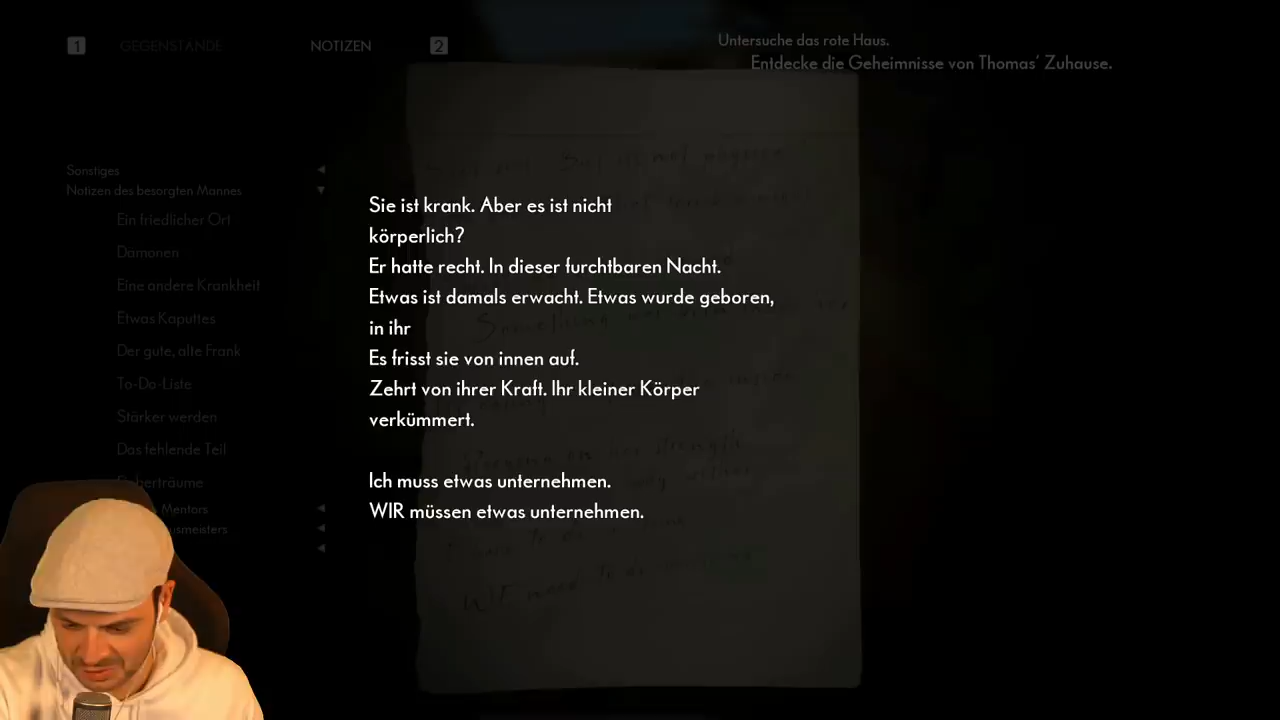 1 GEGENSTÄNDE NOTIZEN 2
Untersuche das rote Haus.
Entdecke die Geheimnisse von Thomas' Zuhause.
Sonstiges
Notizen des besorgten Mannes
Ein friedlicher Ort
Dämonen
Eine andere Krankheit
Etwas Kaputtes
Der gute, alte Frank
To-Do-Liste
Stärker werden
Das fehlende Teil
Mentors
Sie ist krank. Aber es ist nicht
körperlich?
Er hatte recht. In dieser furchtbaren Nacht.
Etwas ist damals erwacht. Etwas wurde geboren,
in ihr
Es frisst sie von innen auf.
Zehrt von ihrer Kraft. Ihr kleiner Körper
verkümmert.
Ich muss etwas unternehmen.
WIR müssen etwas unternehmen.